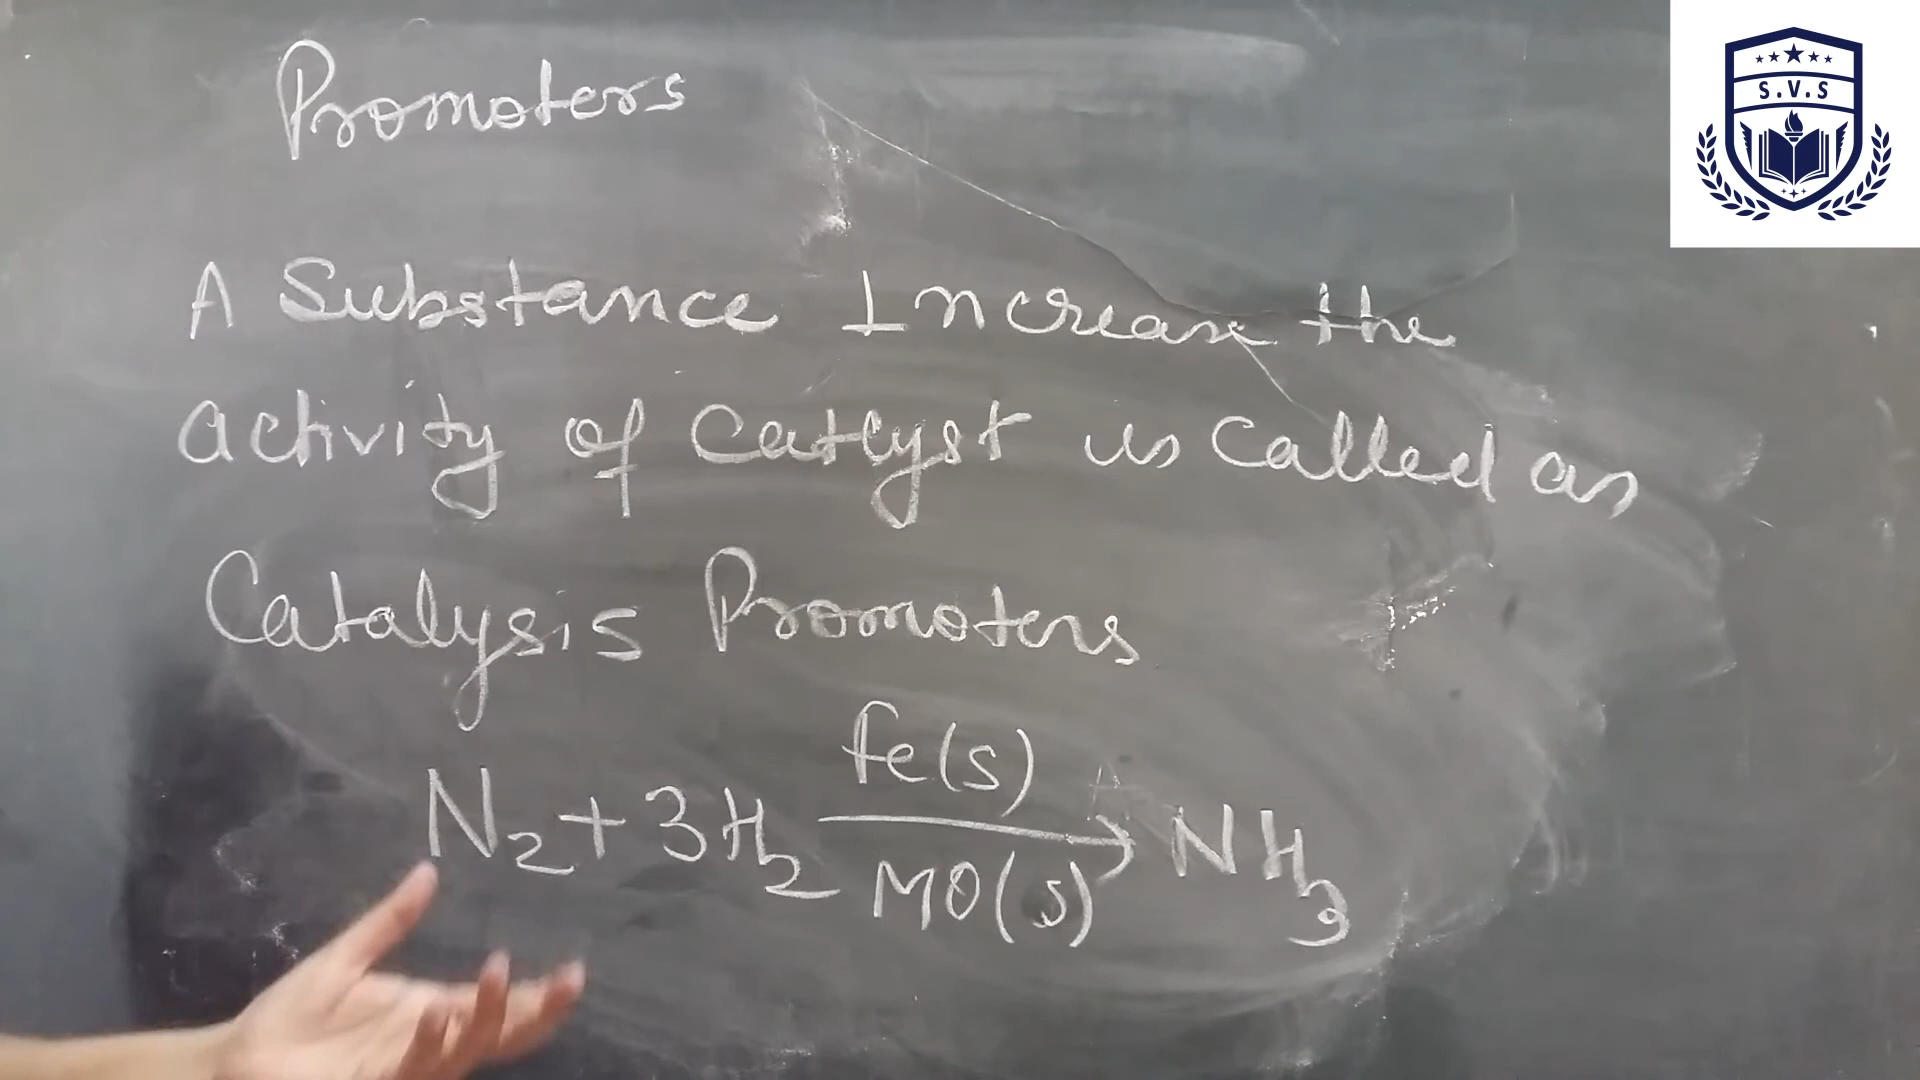 S.V.S
Promoters
A Substance Increase the
activity of Catlyst is Called as
Catalysis Promoters
Fe(s)
N2 + 3H2 → NH3
MO(s)